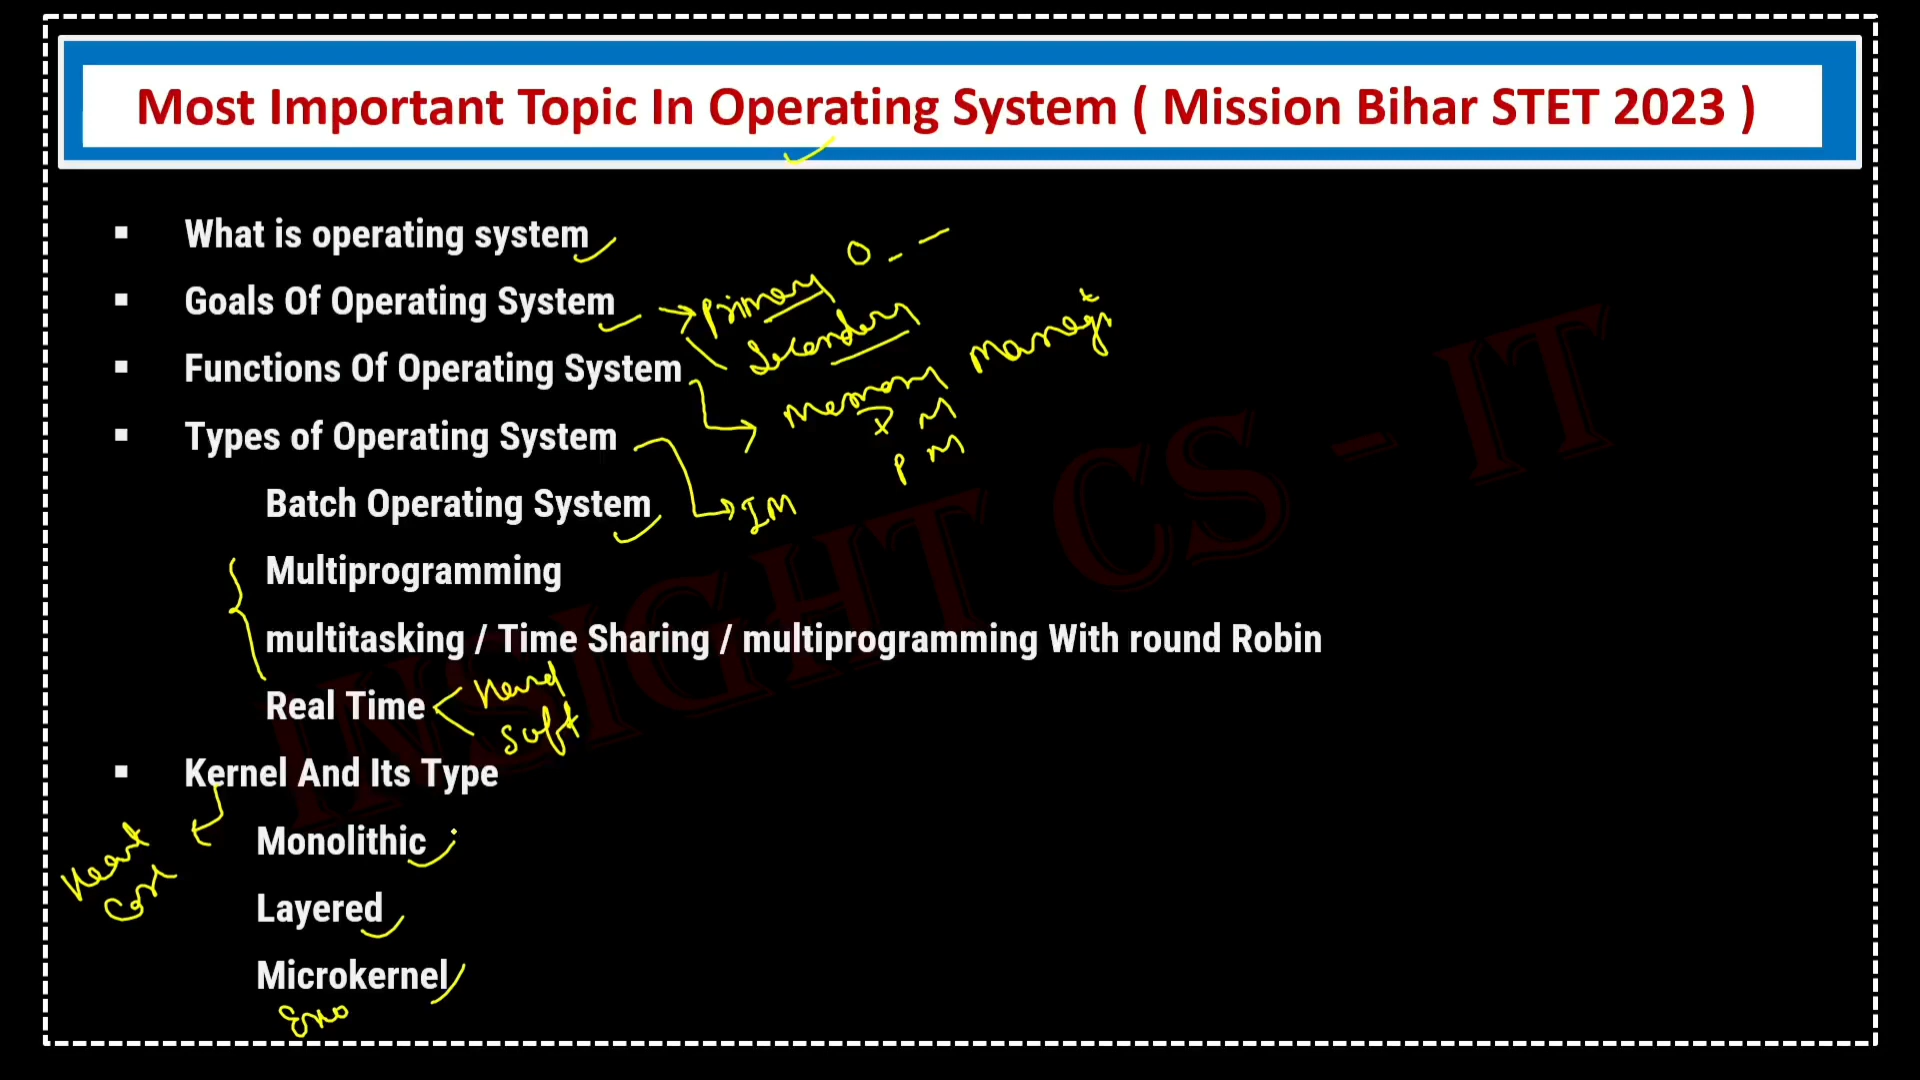 Most Important Topic In Operating System ( Mission Bihar STET 2023 )
▪ What is operating system
▪ Goals Of Operating System
Primary
Secondary
▪ Functions Of Operating System
Memory
P M
▪ Types of Operating System
Batch Operating System
IM
Multiprogramming
multitasking / Time Sharing / multiprogramming With round Robin
Real Time
Hard
Soft
▪ Kernel And Its Type
Heart
Core
Monolithic
Layered
Microkernel
INSIGHT CS - IT